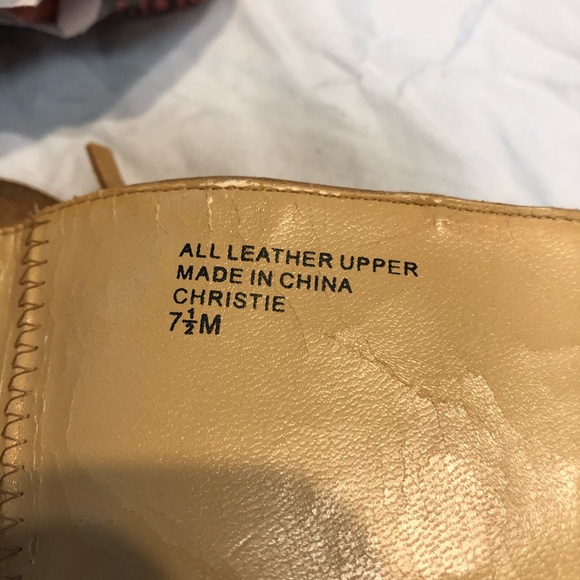 ALL LEATHER UPPER
MADE IN CHINA
CHRISTIE
7½M